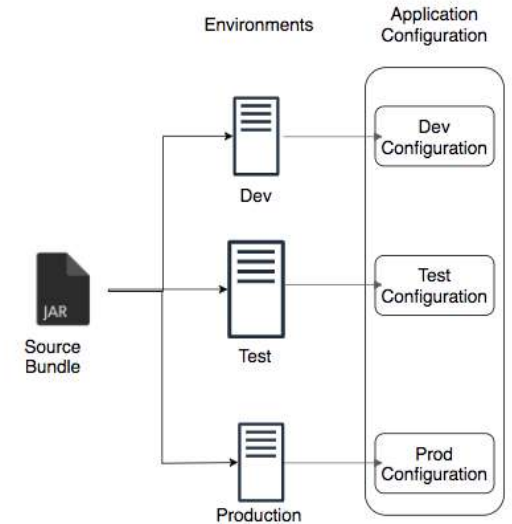 Environments
Application
Configuration
Dev
Configuration
Dev
Test
Configuration
JAR
Source
Bundle
Test
Prod
Configuration
Production